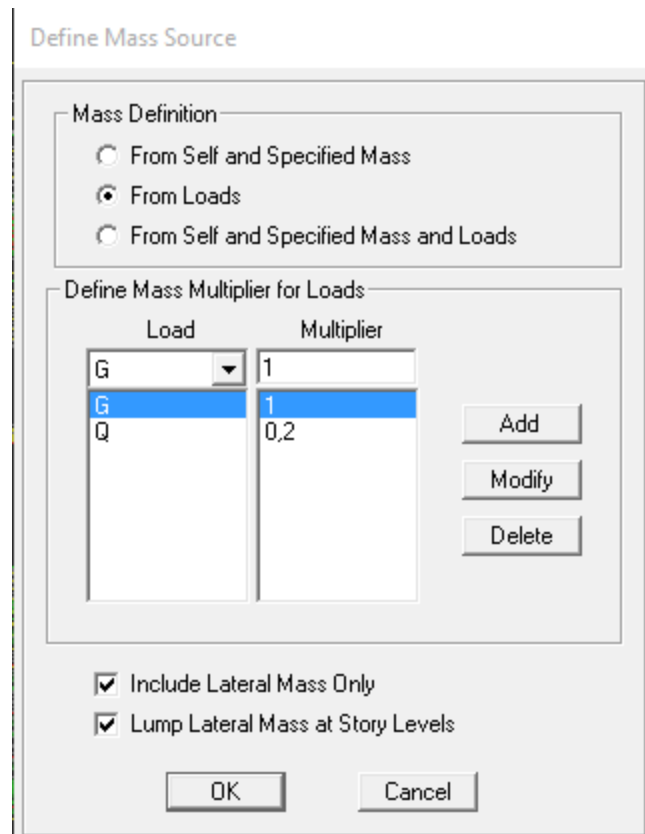 Define Mass Source
Mass Definition
From Self and Specified Mass
From Loads
From Self and Specified Mass and Loads
Define Mass Multiplier for Loads
Load Multiplier
G 1
G 1
Q 0,2
Add
Modify
Delete
Include Lateral Mass Only
Lump Lateral Mass at Story Levels
OK Cancel